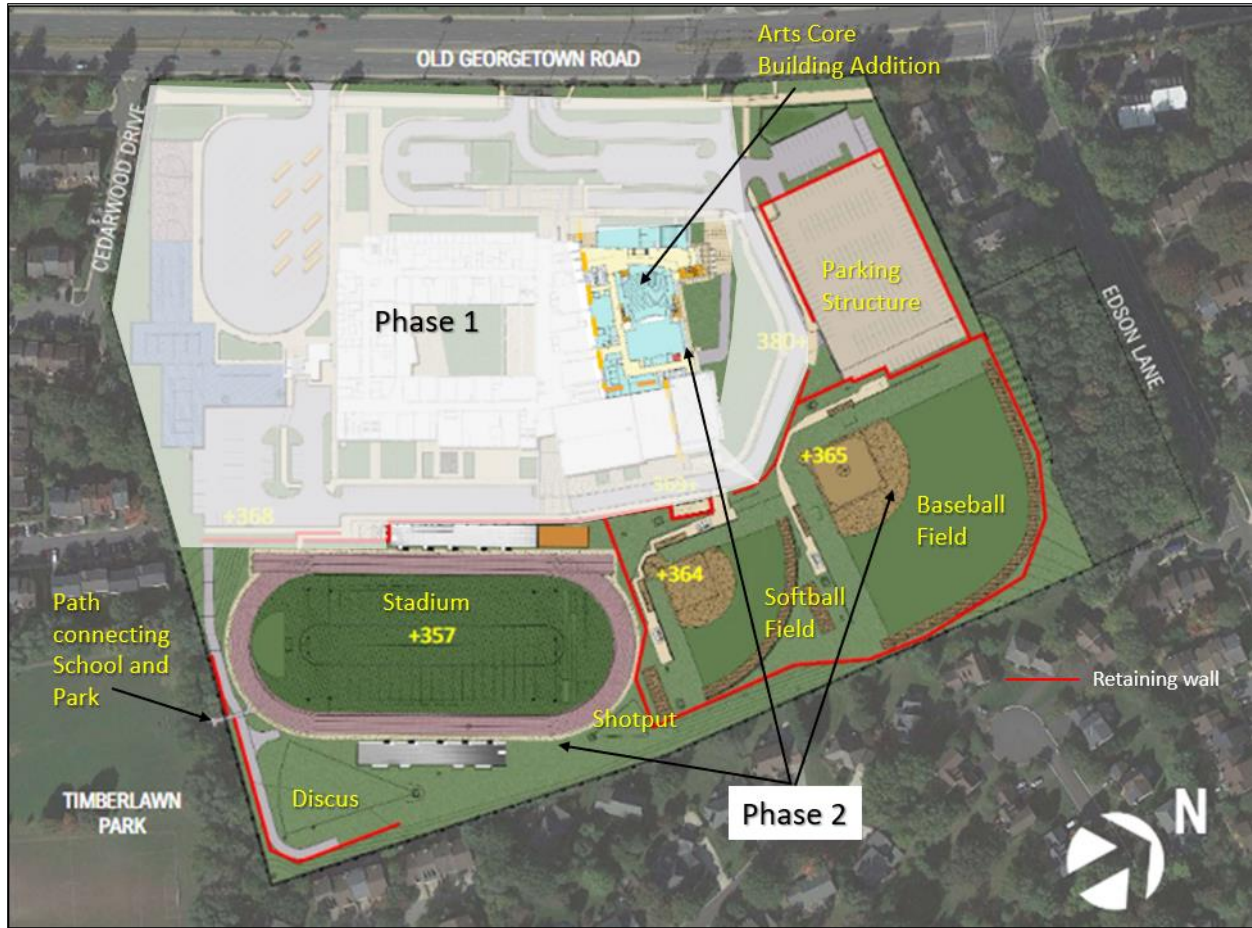 Arts Core
Building Addition
OLD GEORGETOWN ROAD
CEDARWOOD DRIVE
Parking
Structure
EDSON LANE
Phase 1
380+
+365
Baseball
Field
+368
+364
Softball
Field
Stadium
+357
Path
connecting
School and
Park
Retaining wall
Shotput
Discus
TIMBERLAWN
PARK
Phase 2
N